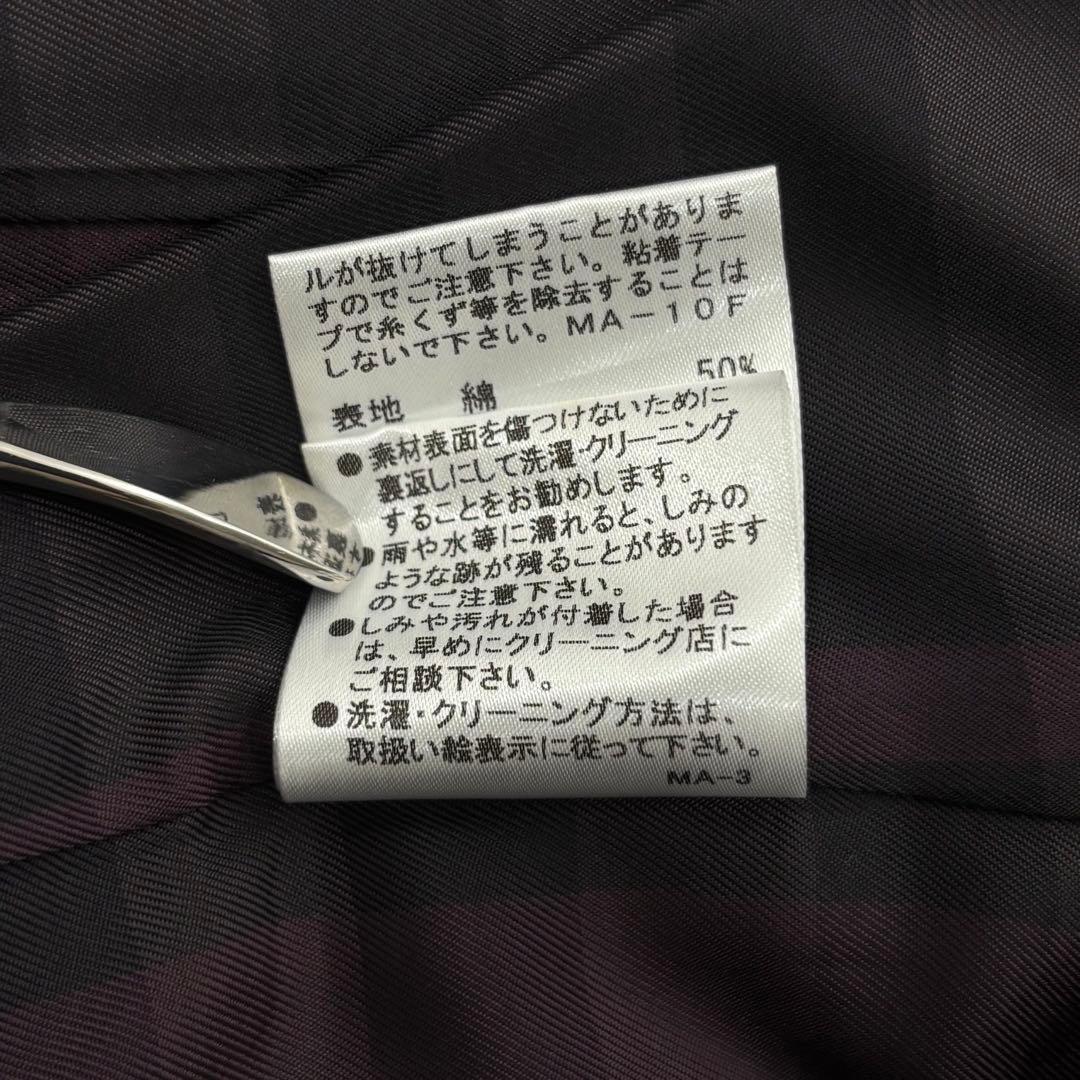 ルが抜けてしまうことがありま
すのでご注意下さい。粘着テー
プで糸くず等を除去することは
しないで下さい。MA-10F
表地 綿 50%
● 素材表面を傷つけないために
裏返しにして洗濯・クリーニング
することをお勧めします。
● 雨や水等に濡れると、しみの
ような跡が残ることがあります
のでご注意下さい。
● しみや汚れが付着した場合
は、早めにクリーニング店に
ご相談下さい。
● 洗濯・クリーニング方法は、
取扱い絵表示に従って下さい。
MA-3